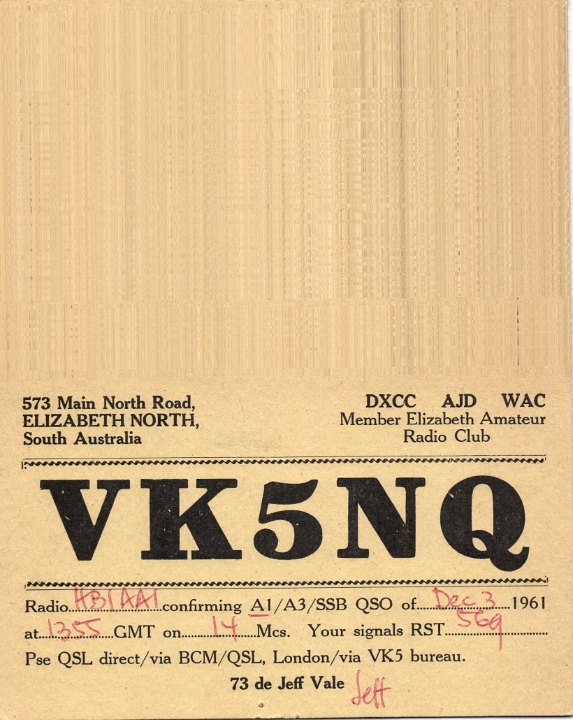 573 Main North Road,
ELIZABETH NORTH,
South Australia
DXCC AJD WAC
Member Elizabeth Amateur
Radio Club
VK5NQ
Radio HB1AAI confirming A1/A3/SSB QSO of Dec 3 1961
at 1355 GMT on 14 Mcs. Your signals RST 569
Pse QSL direct/via BCM/QSL, London/via VK5 bureau.
73 de Jeff Vale Jeff